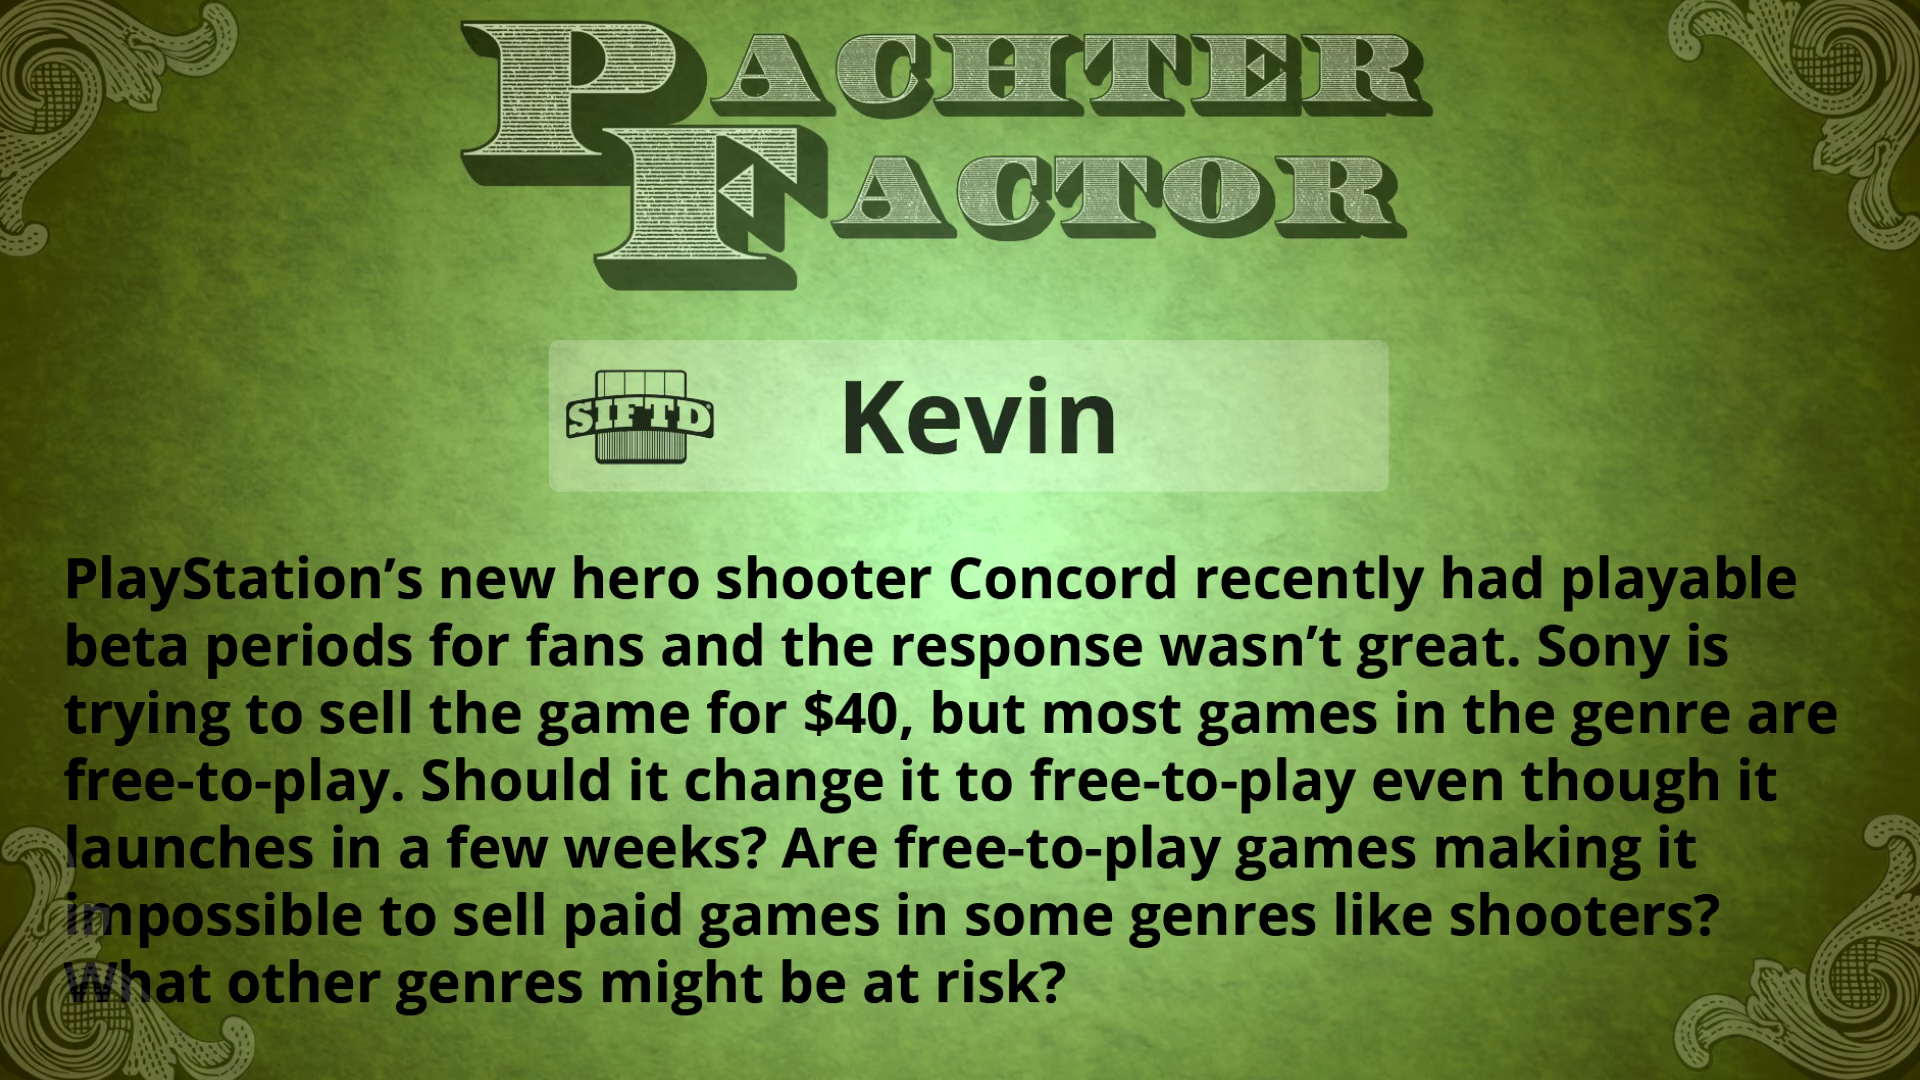 PACHTER
FACTOR
SIFTD
Kevin
PlayStation’s new hero shooter Concord recently had playable
beta periods for fans and the response wasn’t great. Sony is
trying to sell the game for $40, but most games in the genre are
free-to-play. Should it change it to free-to-play even though it
launches in a few weeks? Are free-to-play games making it
impossible to sell paid games in some genres like shooters?
What other genres might be at risk?